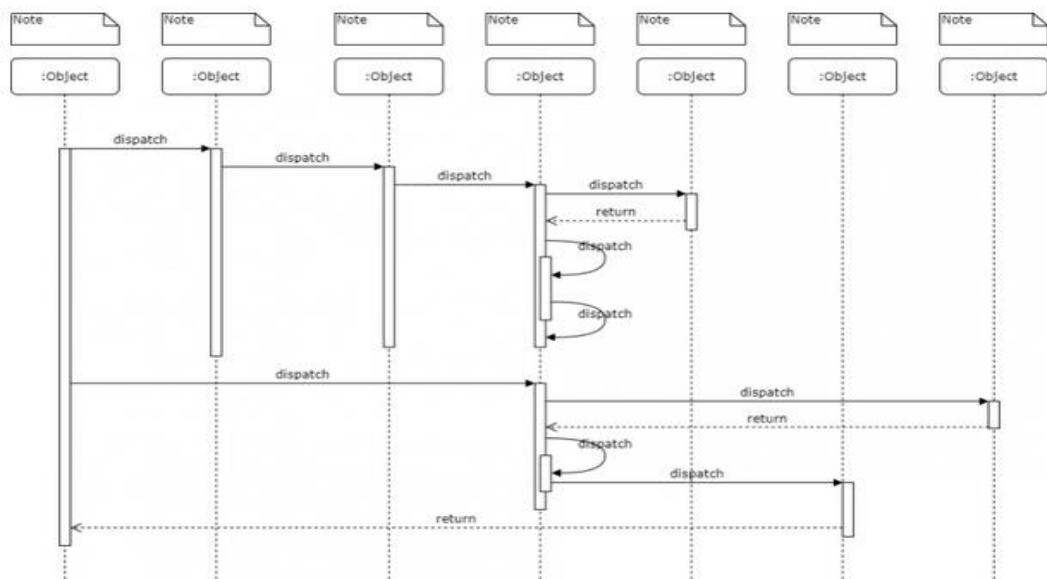 Note Note Note Note Note Note Note
:Object :Object :Object :Object :Object :Object :Object
dispatch
dispatch
dispatch
dispatch
return
dispatch
dispatch
dispatch
dispatch
return
dispatch
dispatch
return